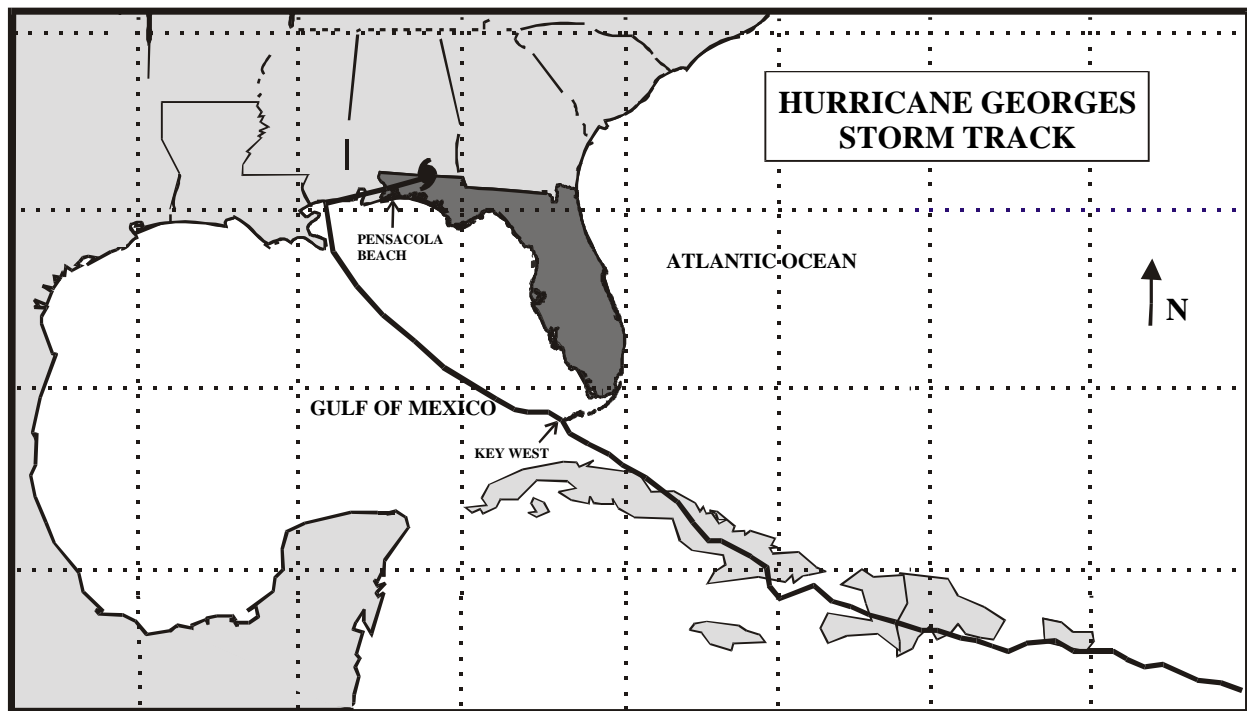 HURRICANE GEORGES
STORM TRACK
PENSACOLA
BEACH
ATLANTIC OCEAN
N
GULF OF MEXICO
KEY WEST